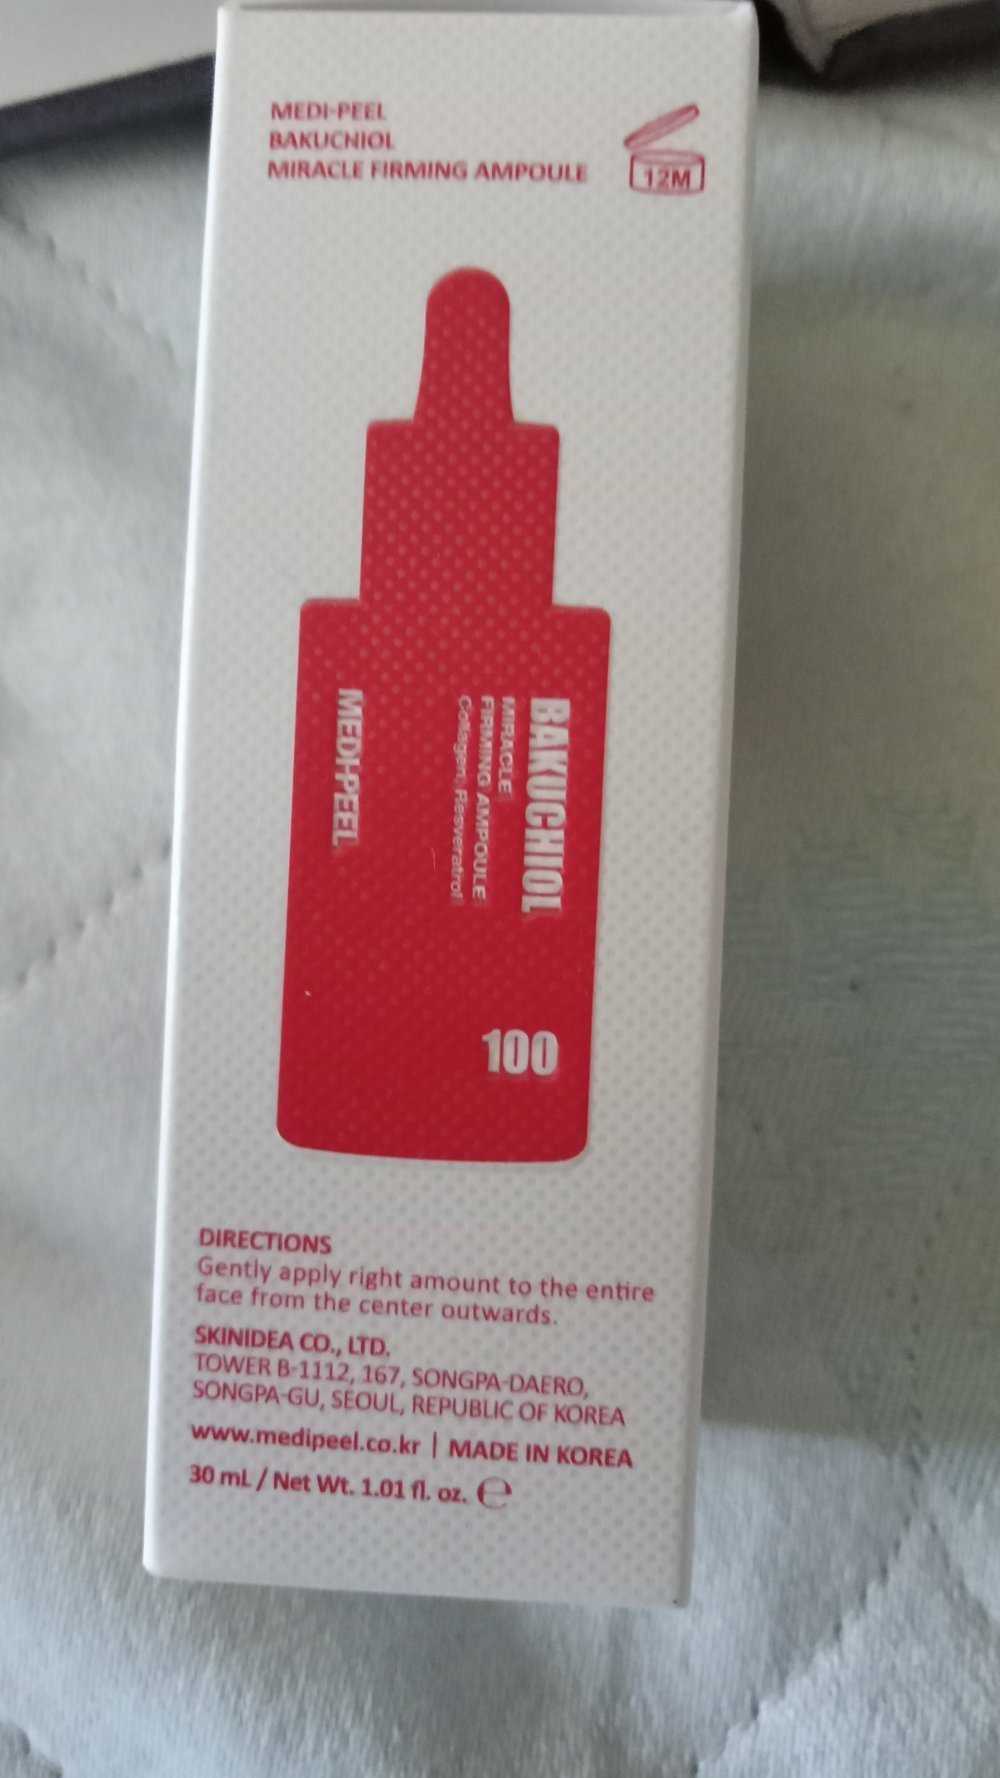 MEDI-PEEL
BAKUCNIOL
MIRACLE FIRMING AMPOULE
12M
BAKUCHIOL
MIRACLE
FIRMING AMPOULE
Collagen, Resveratrol
MEDI-PEEL
100
DIRECTIONS
Gently apply right amount to the entire
face from the center outwards.
SKINIDEA CO., LTD.
TOWER B-1112, 167, SONGPA-DAERO,
SONGPA-GU, SEOUL, REPUBLIC OF KOREA
www.medipeel.co.kr | MADE IN KOREA
30 mL / Net Wt. 1.01 fl. oz. ℮